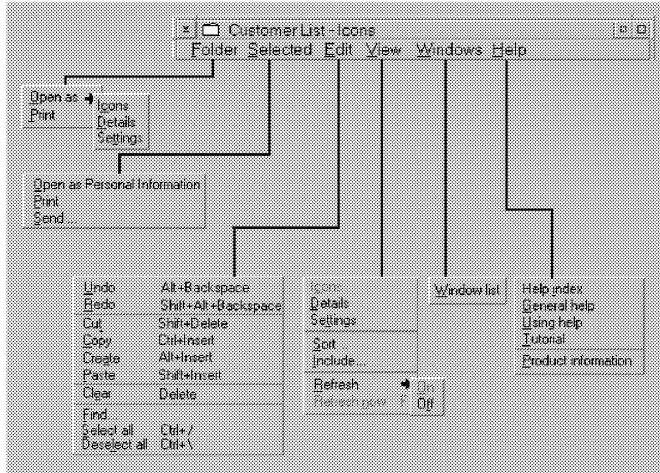 Customer List - Icons
Folder Selected Edit View Windows Help
Open as
Print
Icons
Details
Settings
Open as Personal Information
Print
Send...
Undo Alt+Backspace
Redo Shift+Alt+Backspace
Cut Shift+Delete
Copy Ctrl+Insert
Create Alt+Insert
Paste Shift+Insert
Clear Delete
Find...
Select all Ctrl+/
Deselect all Ctrl+\
Icons
Details
Settings
Sort
Include...
Refresh
Refresh now F
On
Off
Window list
Help index
General help
Using help
Tutorial
Product information